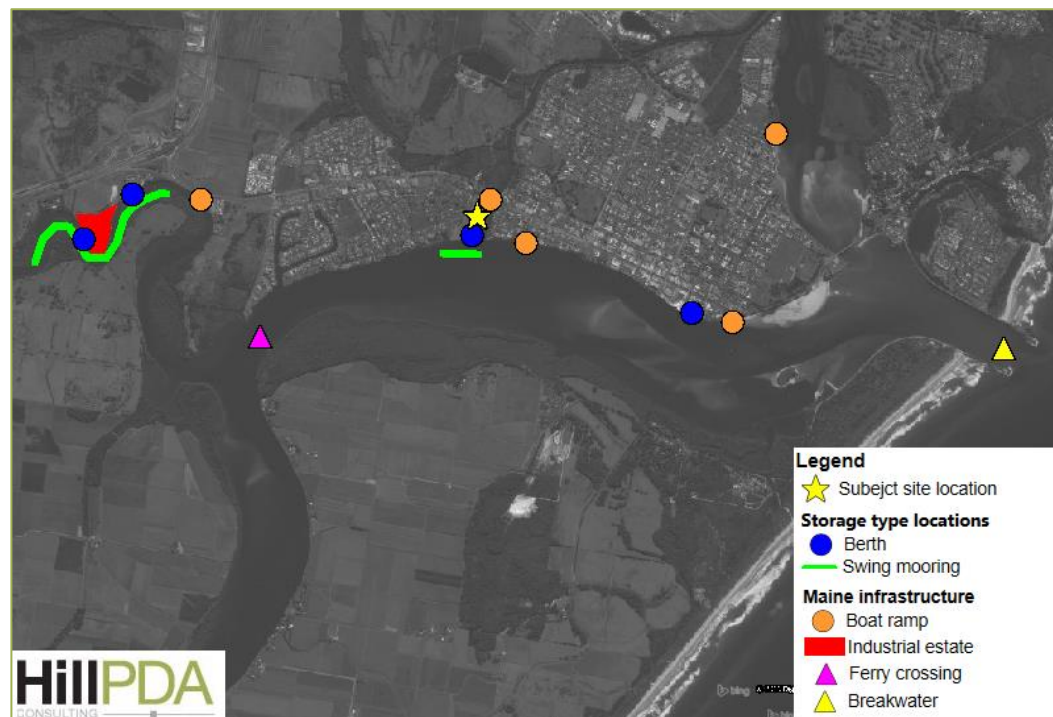 Legend
Subejct site location
Storage type locations
Berth
Swing mooring
Maine infrastructure
Boat ramp
Industrial estate
Ferry crossing
Breakwater
HillPDA
CONSULTING
bing